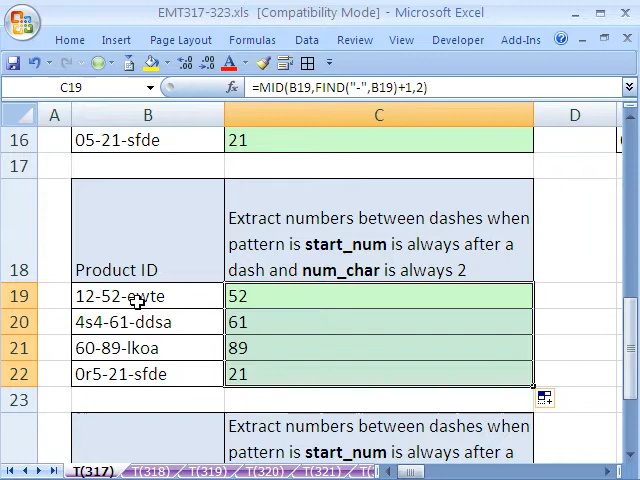 EMT317-323.xls [Compatibility Mode] - Microsoft Excel
Home Insert Page Layout Formulas Data Review View Developer Add-Ins
C19 fx =MID(B19,FIND("-",B19)+1,2)
A B C D
16 05-21-sfde 21
17
Extract numbers between dashes when
pattern is start_num is always after a
18 Product ID dash and num_char is always 2
19 12-52-ewte 52
20 4s4-61-ddsa 61
21 60-89-lkoa 89
22 0r5-21-sfde 21
23
Extract numbers between dashes when
pattern is start_num is always after a
T(317) T(318) T(319) T(320) T(321)